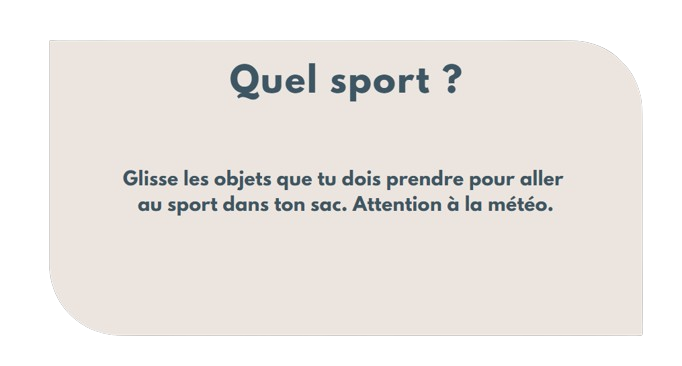 Quel sport ?
Glisse les objets que tu dois prendre pour aller
au sport dans ton sac. Attention à la météo.